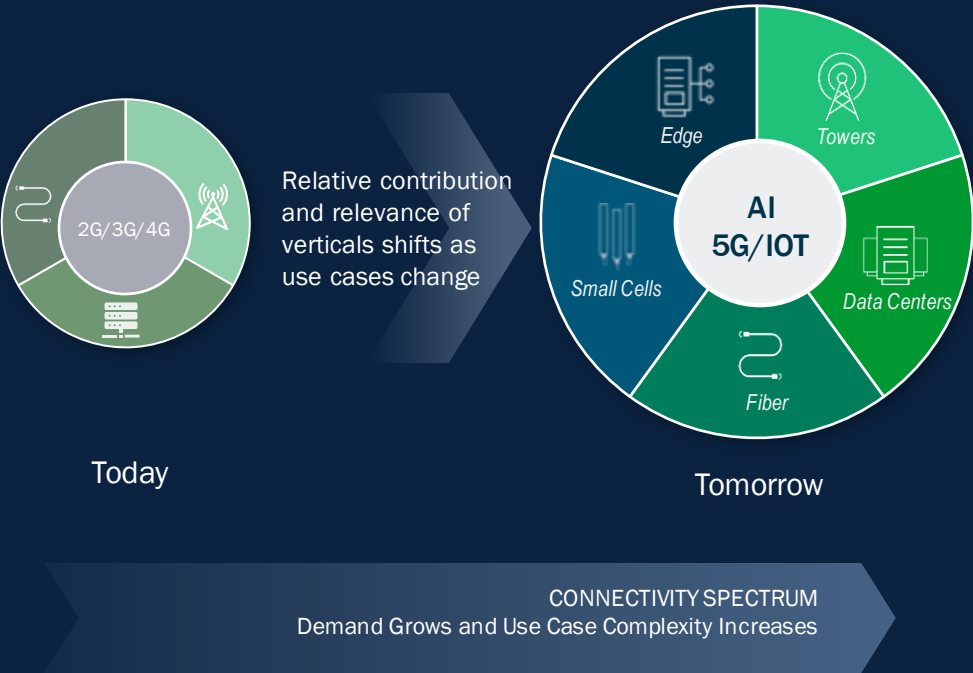 2G/3G/4G
Today
Relative contribution
and relevance of
verticals shifts as
use cases change
Edge
Towers
AI
5G/IOT
Small Cells
Data Centers
Fiber
Tomorrow
CONNECTIVITY SPECTRUM
Demand Grows and Use Case Complexity Increases